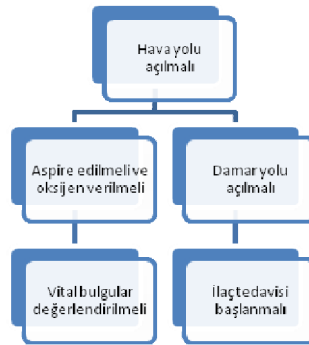 Hava yolu
açılmalı
Aspire edilmeli ve
oksijen verilmeli
Damar yolu
açılmalı
Vital bulgular
değerlendirilmeli
İlaç tedavisi
başlanmalı